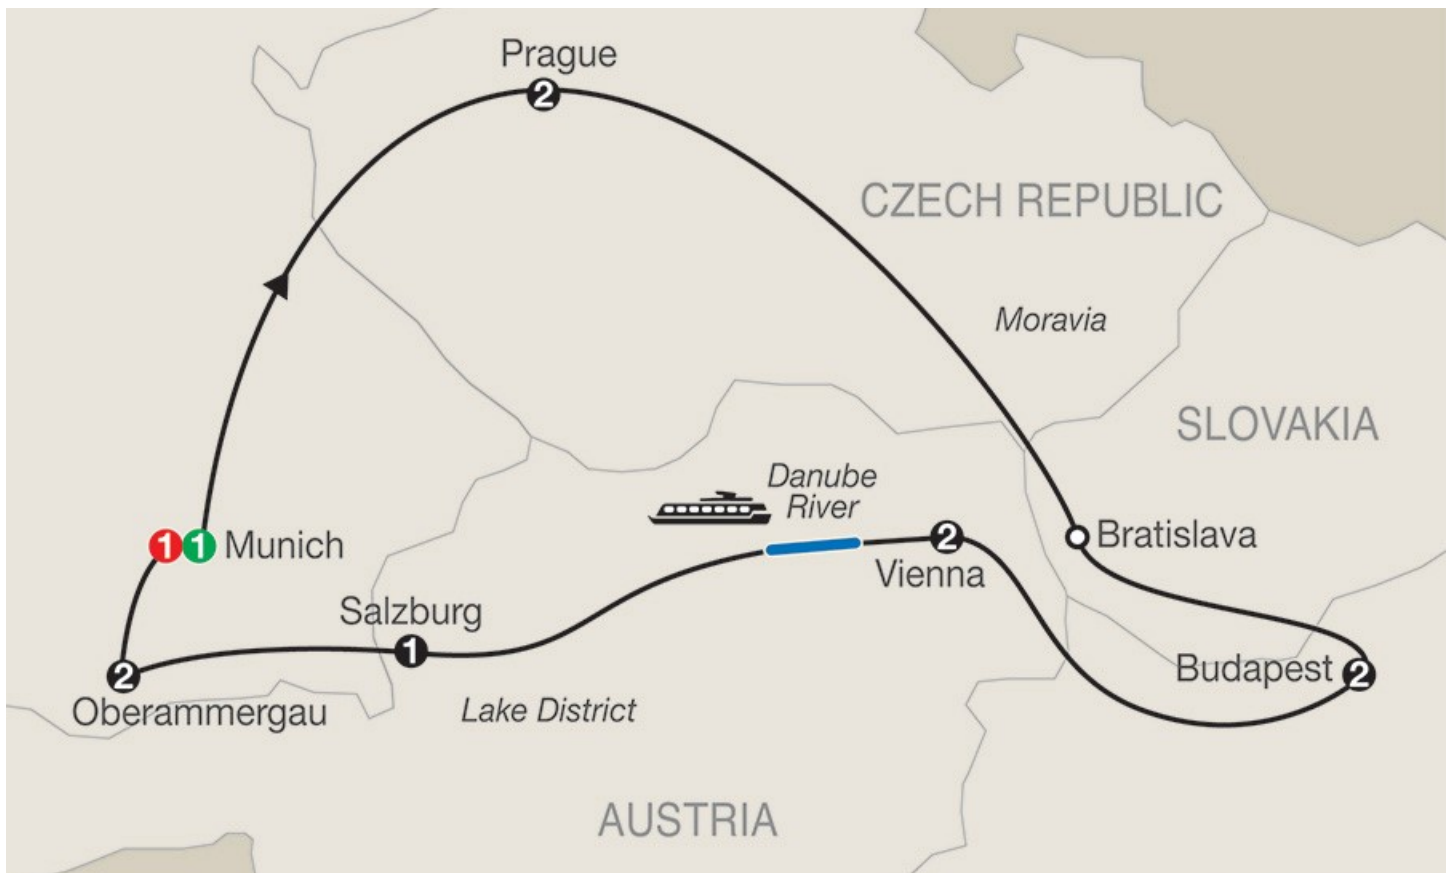 Prague
2
CZECH REPUBLIC
Moravia
SLOVAKIA
Danube
River
1 1 Munich
Bratislava
2
Vienna
Salzburg
1
Budapest 2
2
Oberammergau
Lake District
AUSTRIA